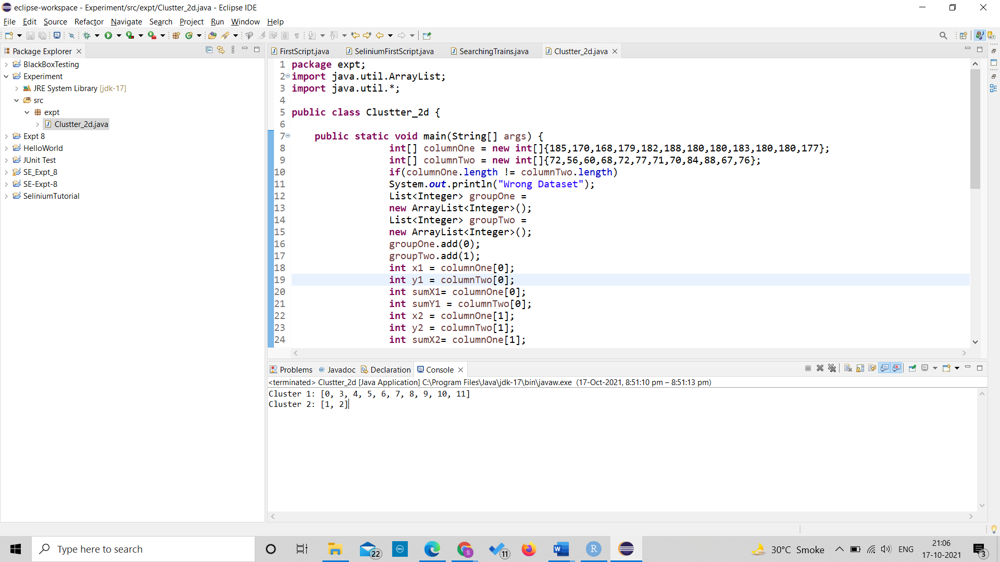 eclipse-workspace - Experiment/src/expt/Clustter_2d.java - Eclipse IDE
File Edit Source Refactor Navigate Search Project Run Window Help
Package Explorer
BlackBoxTesting
Experiment
JRE System Library [jdk-17]
src
expt
Clustter_2d.java
Expt 8
HelloWorld
JUnit Test
SE_Expt_8
SE-Expt-8
SeliniumTutorial
FirstScript.java SeliniumFirstScript.java SearchingTrains.java Clustter_2d.java
1 package expt;
2 import java.util.ArrayList;
3 import java.util.*;
4
5 public class Clustter_2d {
6
7 public static void main(String[] args) {
8 int[] columnOne = new int[]{185,170,168,179,182,188,180,180,183,180,180,177};
9 int[] columnTwo = new int[]{72,56,60,68,72,77,71,70,84,88,67,76};
10 if(columnOne.length != columnTwo.length)
11 System.out.println("Wrong Dataset");
12 List<Integer> groupOne =
13 new ArrayList<Integer>();
14 List<Integer> groupTwo =
15 new ArrayList<Integer>();
16 groupOne.add(0);
17 groupTwo.add(1);
18 int x1 = columnOne[0];
19 int y1 = columnTwo[0];
20 int sumX1= columnOne[0];
21 int sumY1 = columnTwo[0];
22 int x2 = columnOne[1];
23 int y2 = columnTwo[1];
24 int sumX2= columnOne[1];
Problems @ Javadoc Declaration Console
<terminated> Clustter_2d [Java Application] C:\Program Files\Java\jdk-17\bin\javaw.exe (17-Oct-2021, 8:51:10 pm – 8:51:13 pm)
Cluster 1: [0, 3, 4, 5, 6, 7, 8, 9, 10, 11]
Cluster 2: [1, 2]
Type here to search
22
DELL
S
11
W
R
30°C Smoke
ENG
21:06
17-10-2021
3